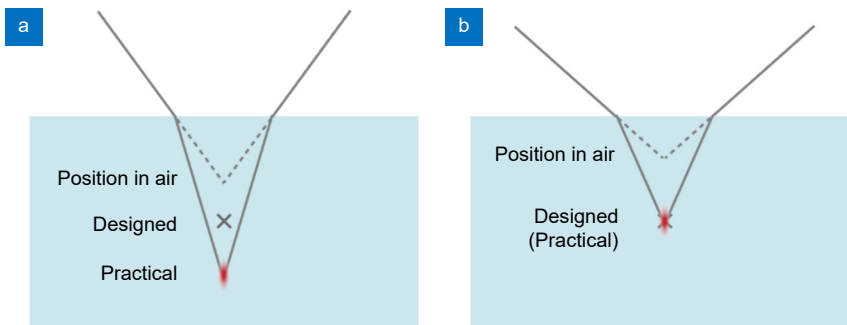 a
Position in air
Designed
Practical
b
Position in air
Designed
(Practical)